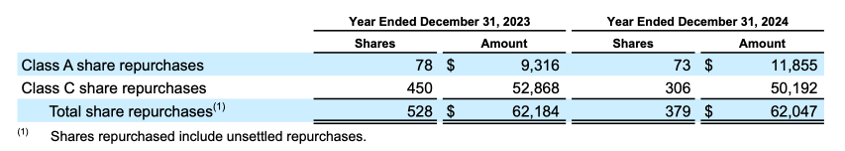 Year Ended December 31, 2023 Year Ended December 31, 2024
Shares Amount Shares Amount
Class A share repurchases 78 $ 9,316 73 $ 11,855
Class C share repurchases 450 52,868 306 50,192
Total share repurchases(1) 528 $ 62,184 379 $ 62,047
(1) Shares repurchased include unsettled repurchases.